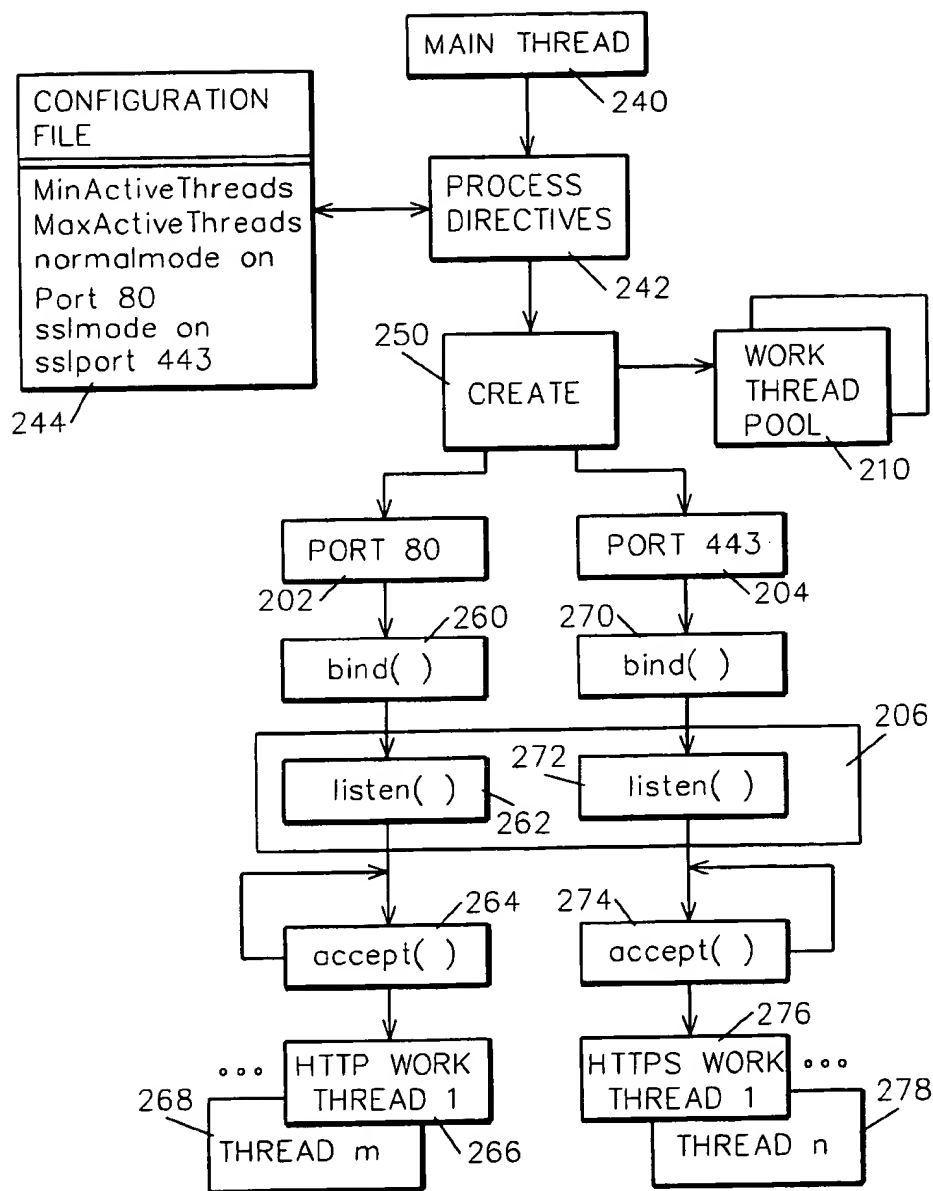 MAIN THREAD
240
CONFIGURATION
FILE
MinActiveThreads
MaxActiveThreads
normalmode on
Port 80
sslmode on
sslport 443
244
PROCESS
DIRECTIVES
242
250
CREATE
WORK
THREAD
POOL
210
PORT 80
202
PORT 443
204
260
bind( )
270
bind( )
206
listen( )
262
272
listen( )
264
accept( )
274
accept( )
HTTP WORK
THREAD 1
266
268
THREAD m
276
HTTPS WORK
THREAD 1
278
THREAD n